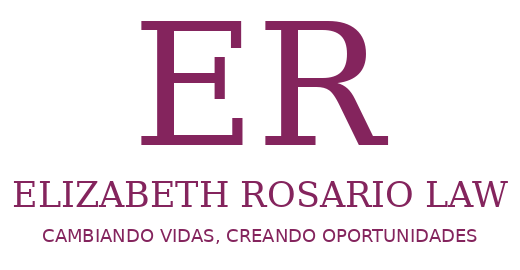 ER
ELIZABETH ROSARIO LAW
CAMBIANDO VIDAS, CREANDO OPORTUNIDADES